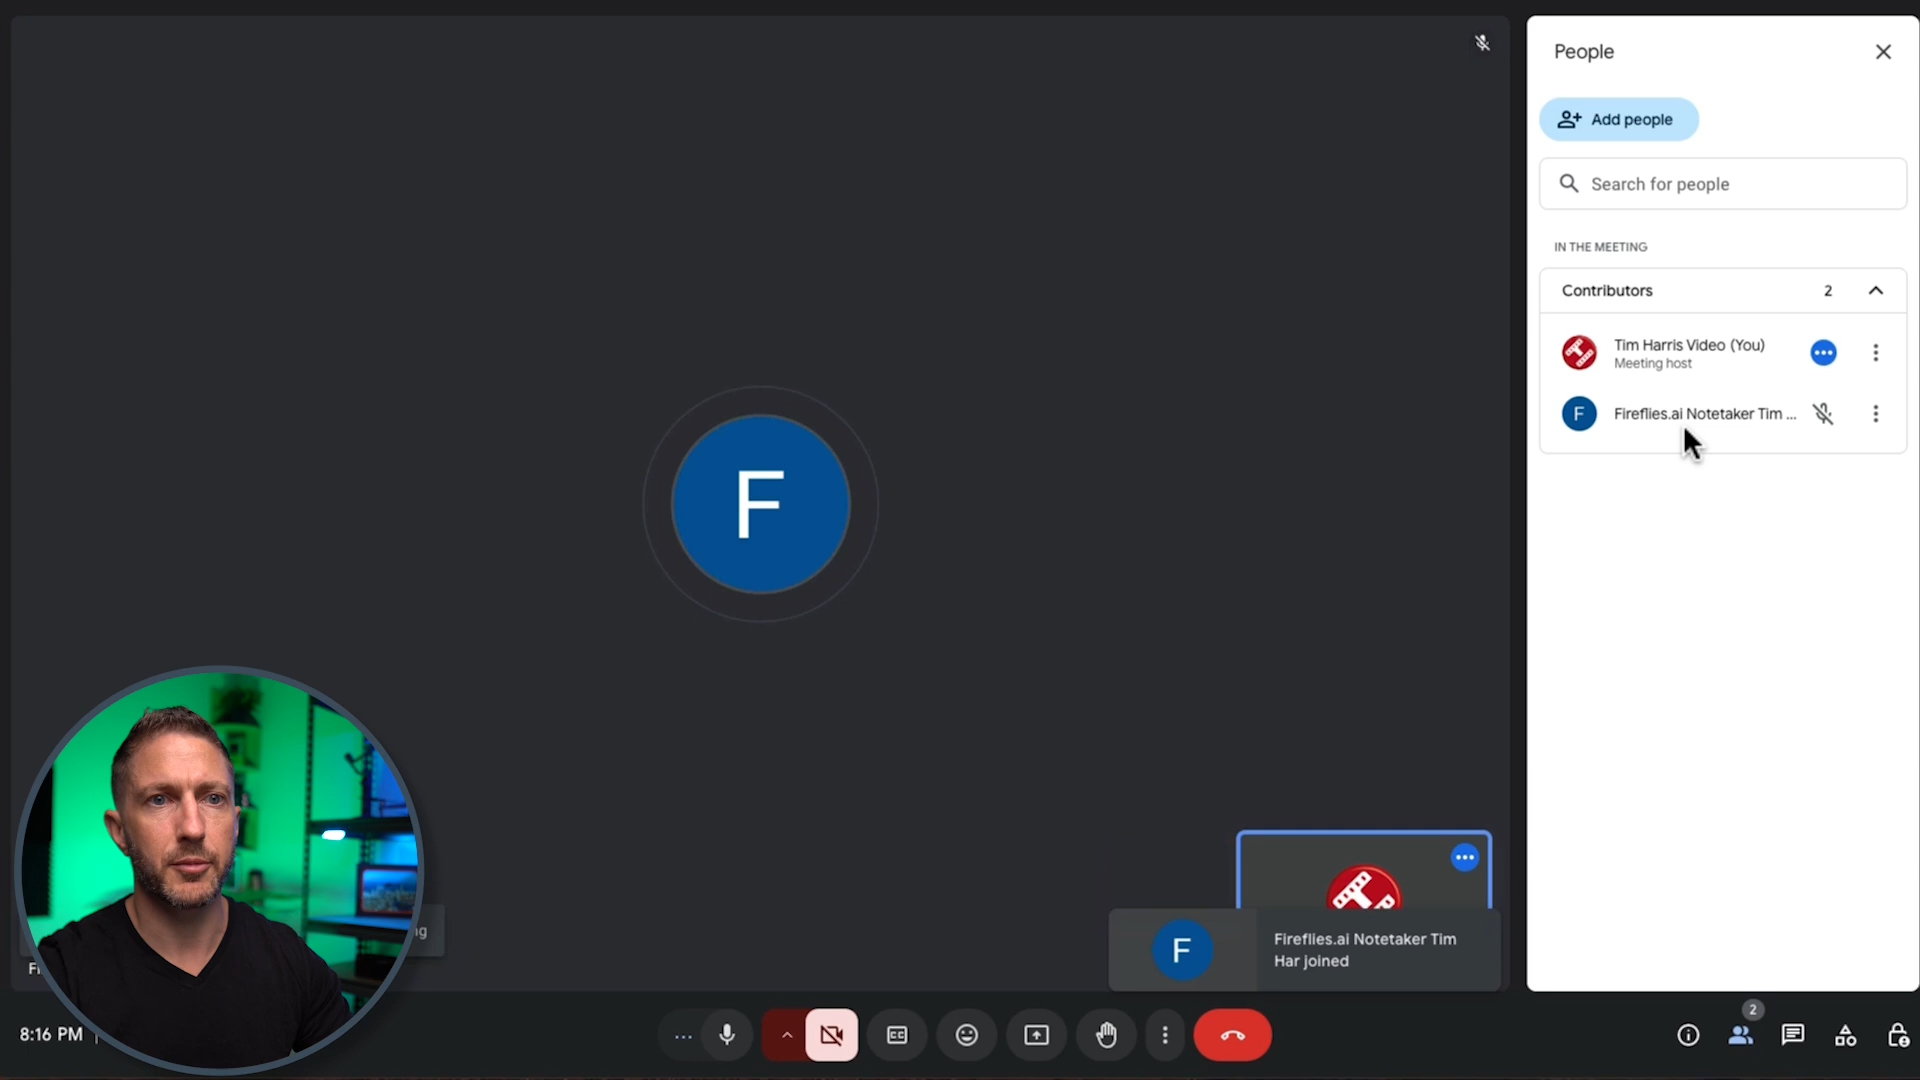 People
Add people
Search for people
IN THE MEETING
Contributors 2
Tim Harris Video (You)
Meeting host
F Fireflies.ai Notetaker Tim ...
F
F
Fireflies.ai Notetaker Tim
Har joined
8:16 PM
CC
2